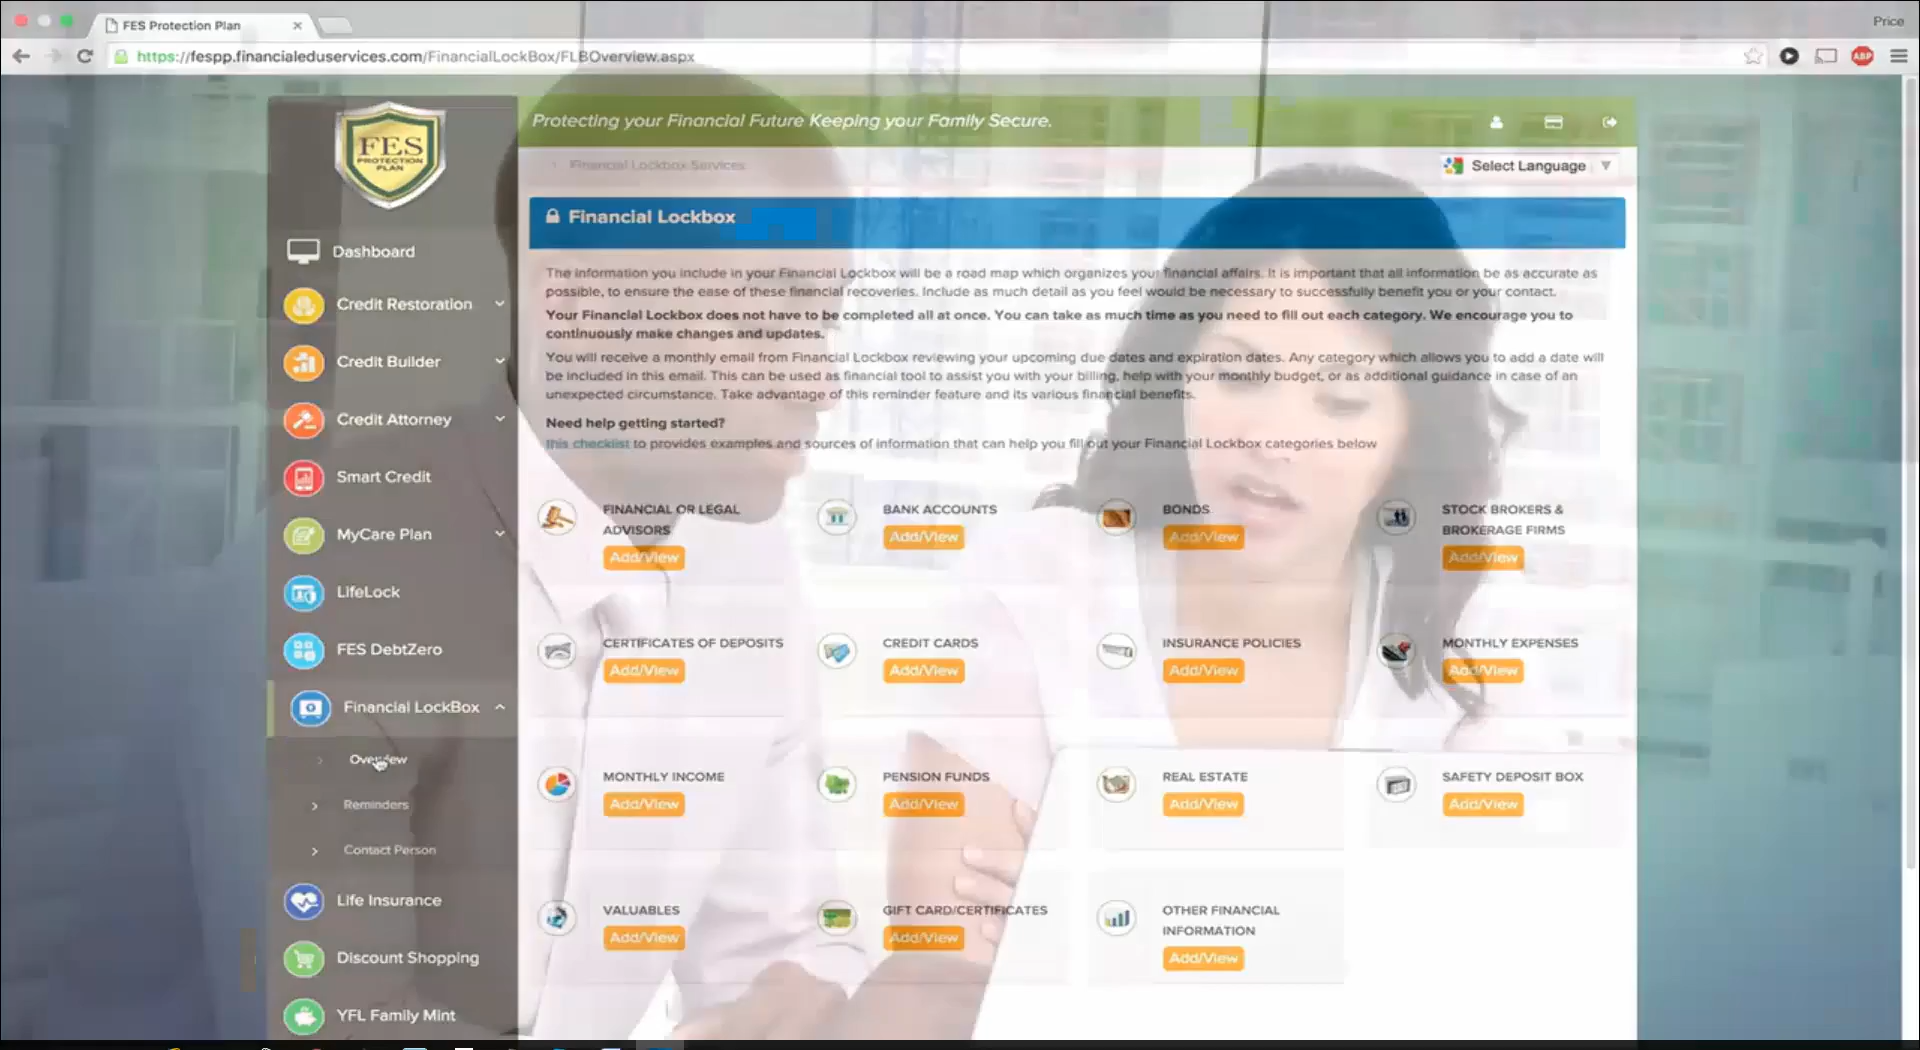 FES Protection Plan
Price
https://fespp.financialeduservices.com/FinancialLockBox/FLBOverview.aspx
ABP
FES
PROTECTION
PLAN
Protecting your Financial Future Keeping your Family Secure.
Financial Lockbox Services
Select Language
Dashboard
Credit Restoration
Credit Builder
Credit Attorney
Smart Credit
MyCare Plan
LifeLock
FES DebtZero
Financial LockBox
Overview
Reminders
Contact Person
Life Insurance
Discount Shopping
YFL Family Mint
Financial Lockbox
The information you include in your Financial Lockbox will be a road map which organizes your financial affairs. It is important that all information be as accurate as
possible, to ensure the ease of these financial recoveries. Include as much detail as you feel would be necessary to successfully benefit you or your contact.
Your Financial Lockbox does not have to be completed all at once. You can take as much time as you need to fill out each category. We encourage you to
continuously make changes and updates.
You will receive a monthly email from Financial Lockbox reviewing your upcoming due dates and expiration dates. Any category which allows you to add a date will
be included in this email. This can be used as financial tool to assist you with your billing, help with your monthly budget, or as additional guidance in case of an
unexpected circumstance. Take advantage of this reminder feature and its various financial benefits.
Need help getting started?
this checklist to provides examples and sources of information that can help you fill out your Financial Lockbox categories below
FINANCIAL OR LEGAL
ADVISORS
Add/View
BANK ACCOUNTS
Add/View
BONDS
Add/View
STOCK BROKERS &
BROKERAGE FIRMS
Add/View
CERTIFICATES OF DEPOSITS
Add/View
CREDIT CARDS
Add/View
INSURANCE POLICIES
Add/View
MONTHLY EXPENSES
Add/View
MONTHLY INCOME
Add/View
PENSION FUNDS
Add/View
REAL ESTATE
Add/View
SAFETY DEPOSIT BOX
Add/View
VALUABLES
Add/View
GIFT CARD/CERTIFICATES
Add/View
OTHER FINANCIAL
INFORMATION
Add/View